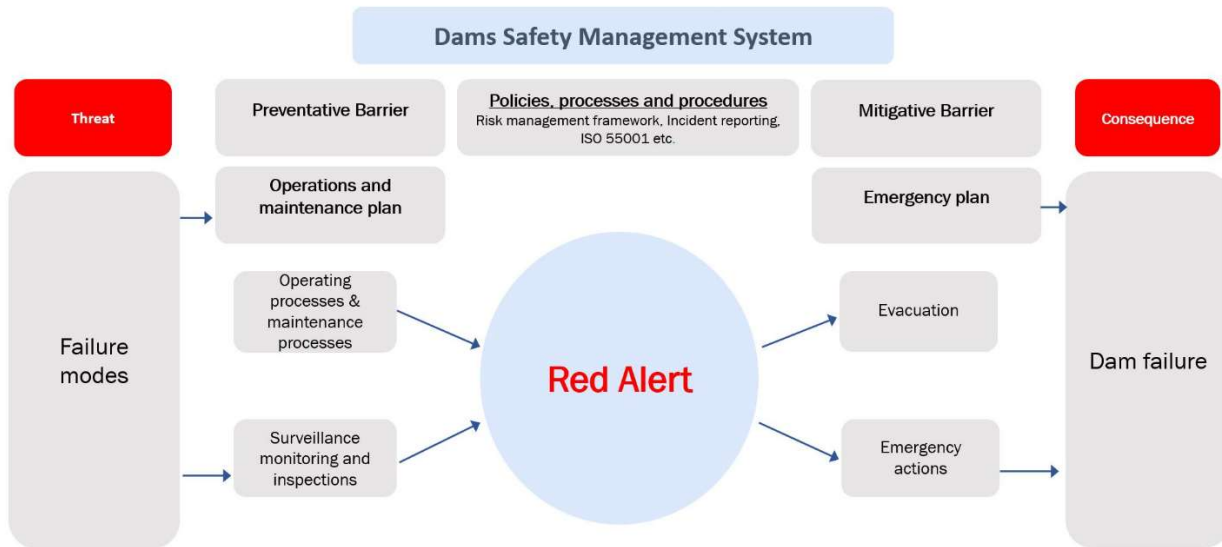 Dams Safety Management System
Threat
Preventative Barrier
Policies, processes and procedures
Risk management framework, Incident reporting,
ISO 55001 etc.
Mitigative Barrier
Consequence
Operations and
maintenance plan
Emergency plan
Operating
processes &
maintenance
processes
Evacuation
Failure
modes
Red Alert
Dam failure
Surveillance
monitoring and
inspections
Emergency
actions